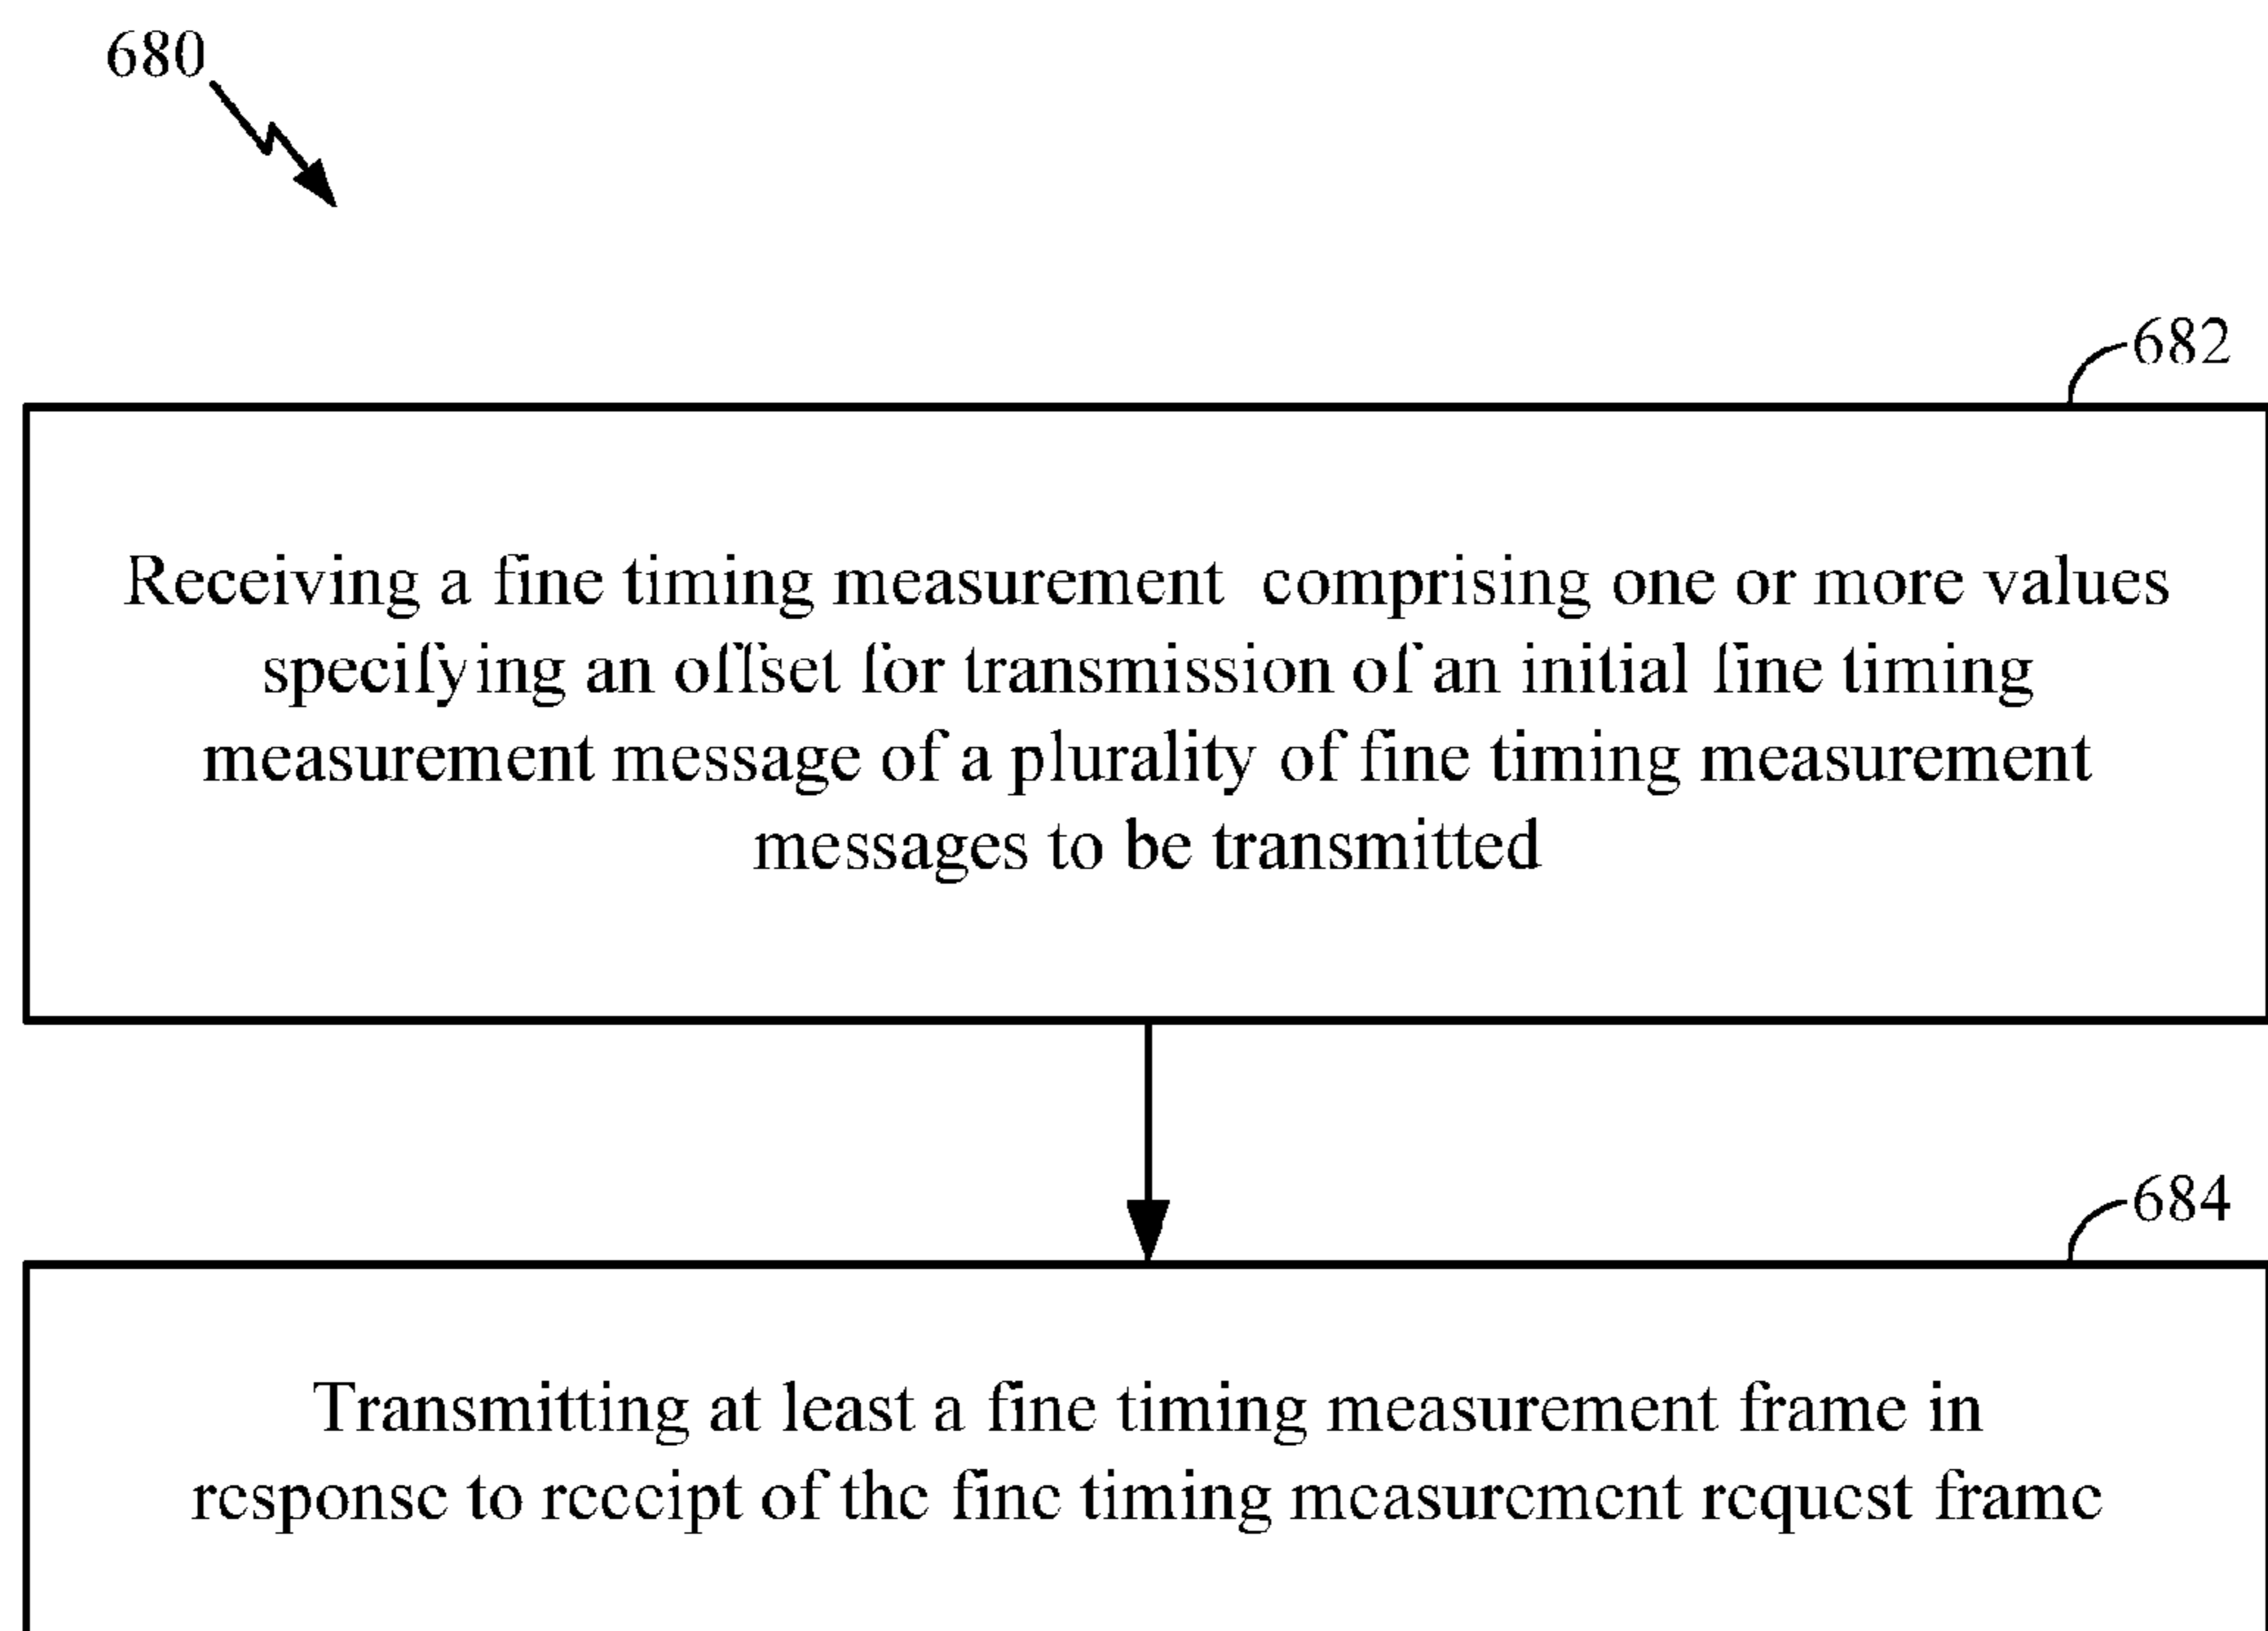 680
682
Receiving a fine timing measurement comprising one or more values
specifying an offset for transmission of an initial fine timing
measurement message of a plurality of fine timing measurement
messages to be transmitted
684
Transmitting at least a fine timing measurement frame in
response to receipt of the fine timing measurement request frame